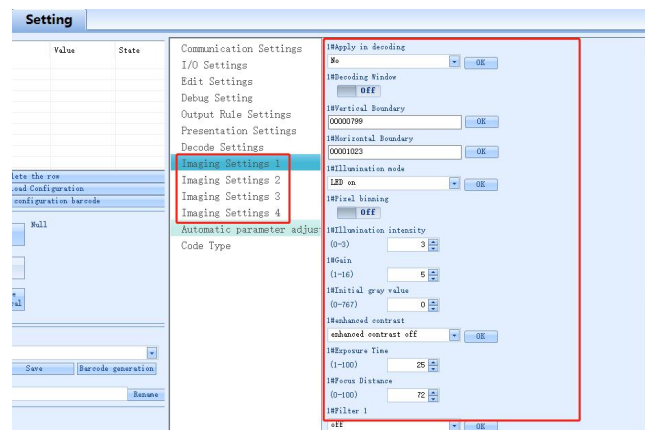 Setting
Value State
lete the row
oad Configuration
configuration barcode
Null
al
Save Barcode generation
Rename
Communication Settings
I/O Settings
Edit Settings
Debug Setting
Output Rule Settings
Presentation Settings
Decode Settings
Imaging Settings 1
Imaging Settings 2
Imaging Settings 3
Imaging Settings 4
Automatic parameter adjus
Code Type
1#Apply in decoding
No OK
1#Decoding Window
Off
1#Vertical Boundary
00000799 OK
1#Horizontal Boundary
00001023 OK
1#Illumination mode
LED on OK
1#Pixel binning
Off
1#Illumination intensity
(0-3) 3
1#Gain
(1-16) 5
1#Initial gray value
(0-767) 0
1#enhanced contrast
enhanced contrast off OK
1#Exposure Time
(1-100) 25
1#Focus Distance
(0-100) 72
1#Filter 1
off OK